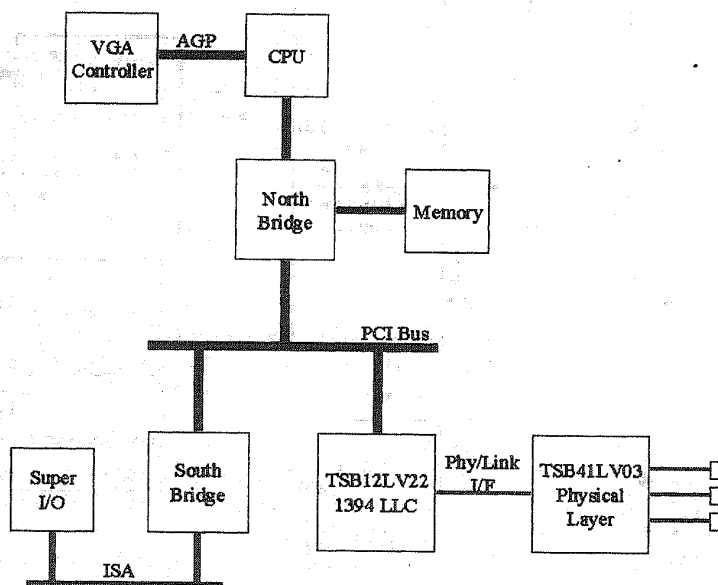 VGA
Controller
AGP
CPU
North
Bridge
Memory
PCI Bus
Super
I/O
South
Bridge
TSB12LV22
1394 LLC
Phy/Link
I/F
TSB41LV03
Physical
Layer
ISA